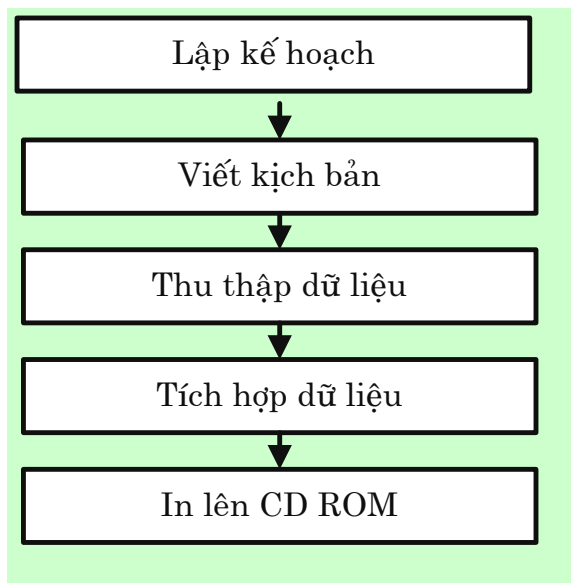 Lập kế hoạch
Viết kịch bản
Thu thập dữ liệu
Tích hợp dữ liệu
In lên CD ROM